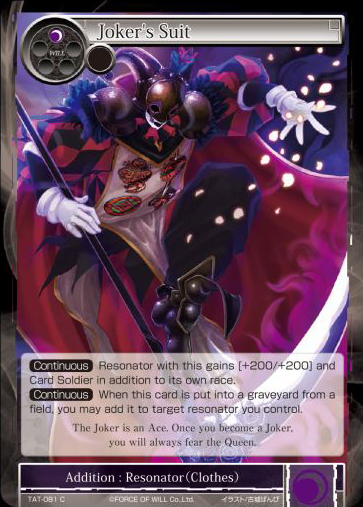 Joker's Suit
WILL
Continuous Resonator with this gains [+200/+200] and
Card Soldier in addition to its own race.
Continuous When this card is put into a graveyard from a
field, you may add it to target resonator you control.
The Joker is an Ace. Once you become a Joker,
you will always fear the Queen.
Addition : Resonator(Clothes)
TAT-081 C ©FORCE OF WILL Co.,Ltd. イラスト/古城ぱんぴ